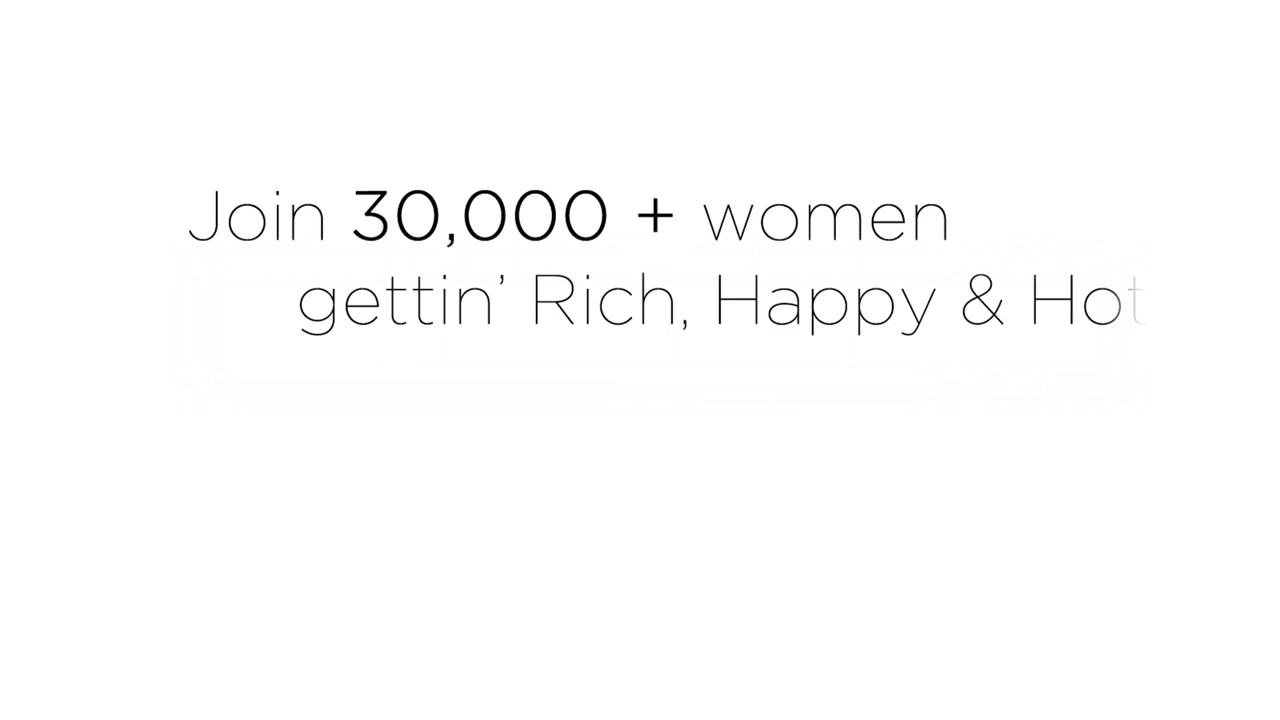 Join 30,000 + women
gettin’ Rich, Happy & Hot